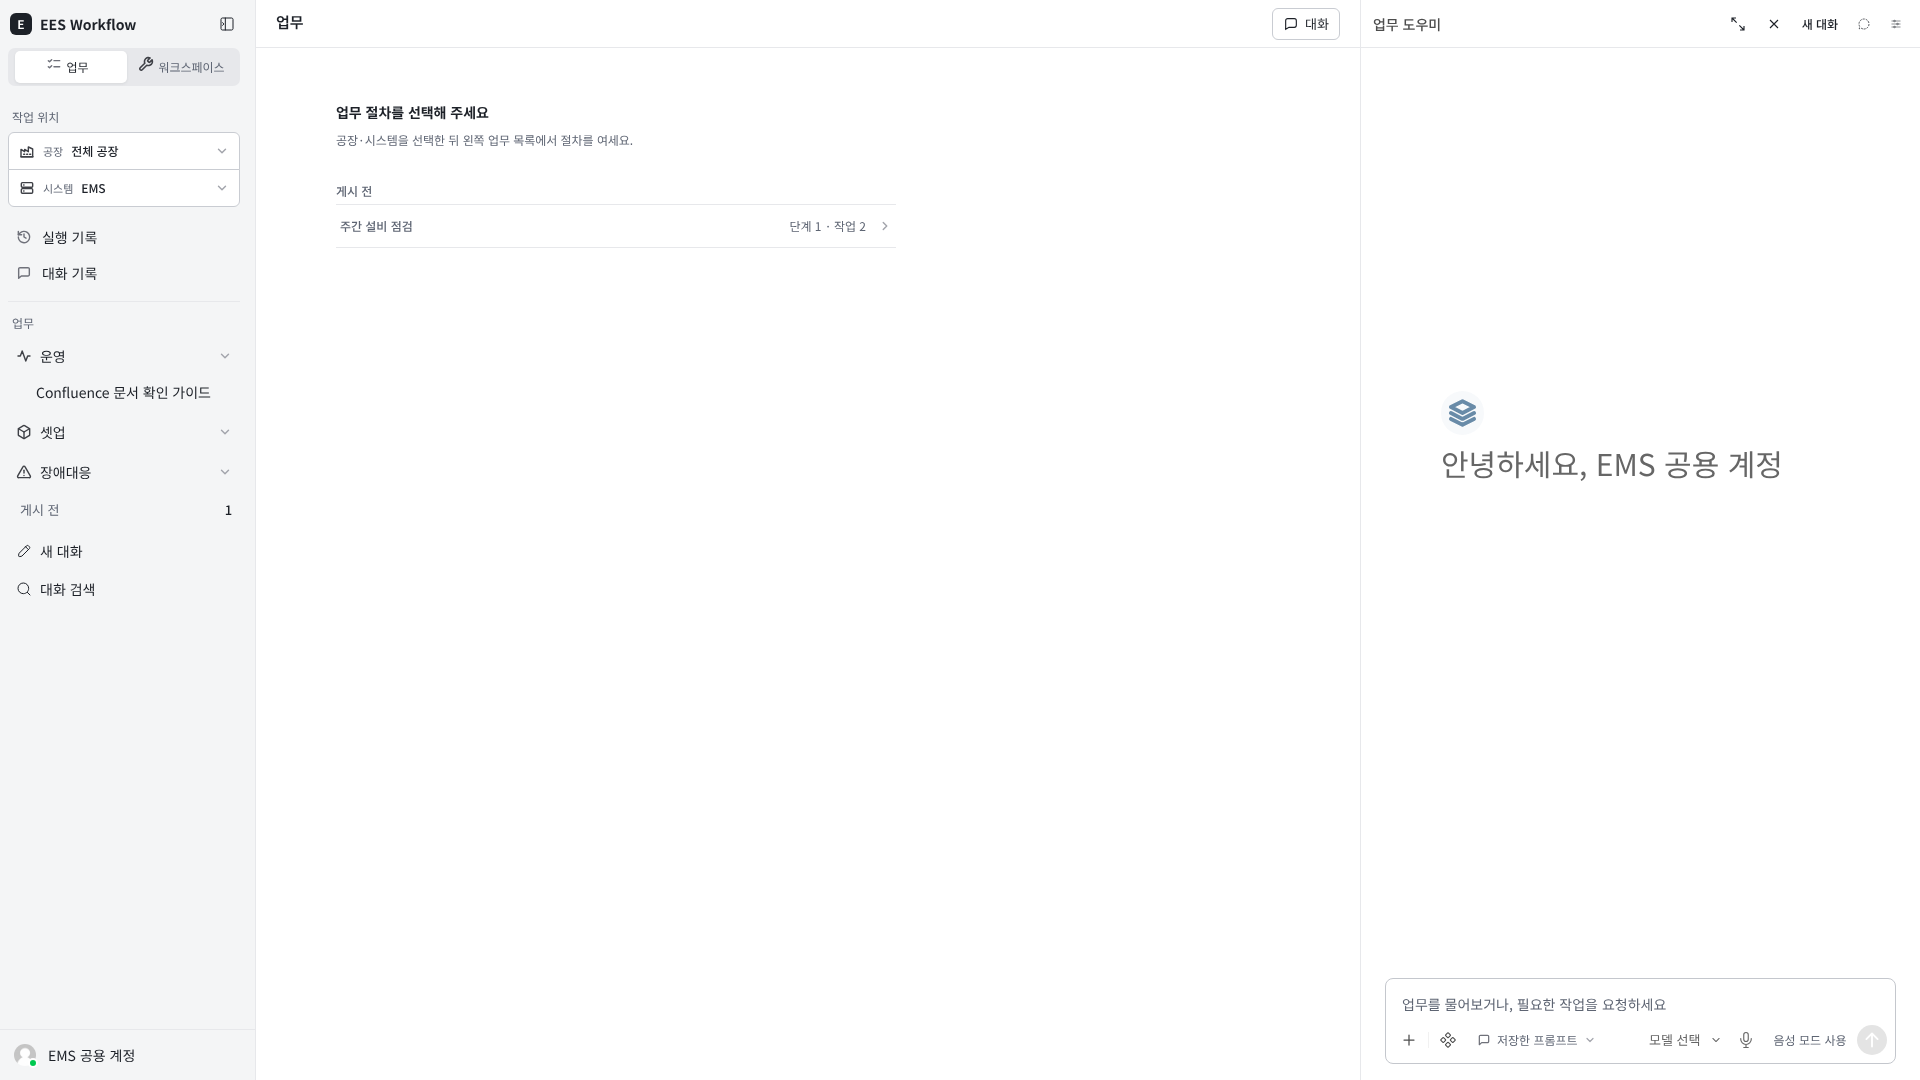 E EES Workflow
업무
워크스페이스
작업 위치
공장 전체 공장
시스템 EMS
실행 기록
대화 기록
업무
운영
Confluence 문서 확인 가이드
셋업
장애대응
게시 전 1
새 대화
대화 검색
EMS 공용 계정
업무
대화
업무 절차를 선택해 주세요
공장·시스템을 선택한 뒤 왼쪽 업무 목록에서 절차를 여세요.
게시 전
주간 설비 점검 단계 1 · 작업 2
업무 도우미
새 대화
안녕하세요, EMS 공용 계정
업무를 물어보거나, 필요한 작업을 요청하세요
저장한 프롬프트
모델 선택
음성 모드 사용